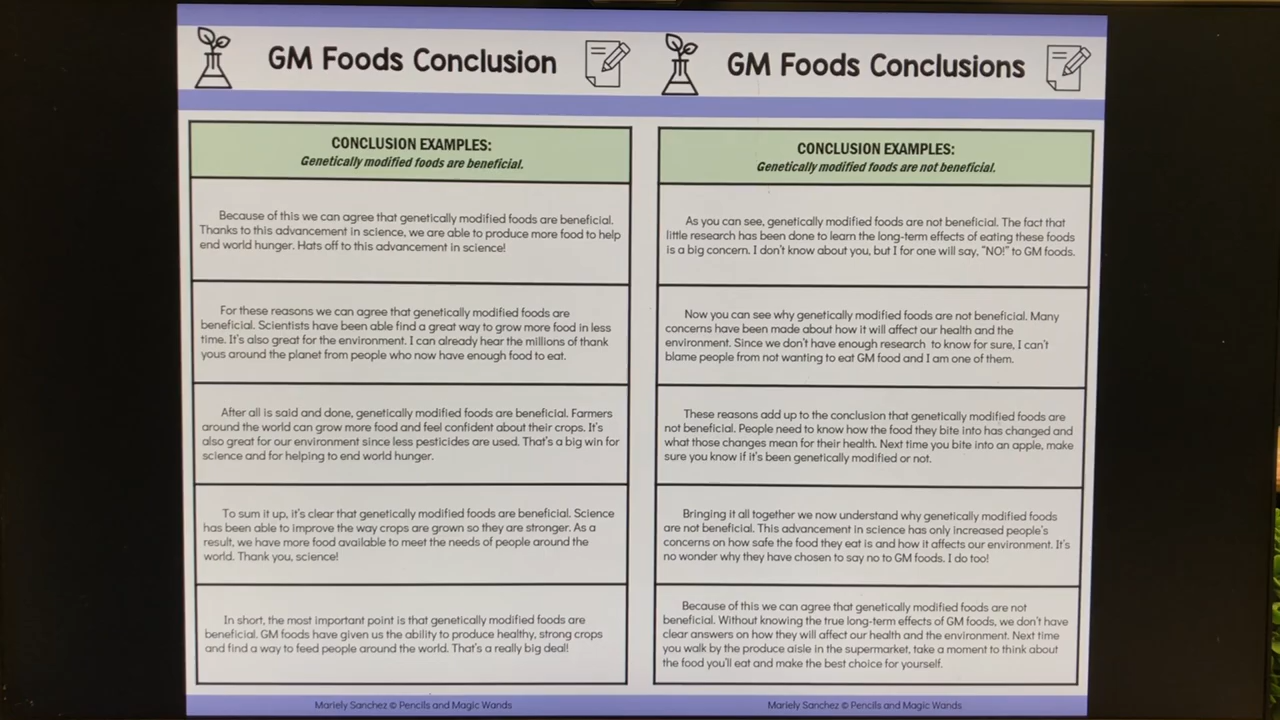 GM Foods Conclusion
CONCLUSION EXAMPLES:
Genetically modified foods are beneficial.
Because of this we can agree that genetically modified foods are beneficial.
Thanks to this advancement in science, we are able to produce more food to help
end world hunger. Hats off to this advancement in science!
For these reasons we can agree that genetically modified foods are
beneficial. Scientists have been able find a great way to grow more food in less
time. It's also great for the environment. I can already hear the millions of thank
yous around the planet from people who now have enough food to eat.
After all is said and done, genetically modified foods are beneficial. Farmers
around the world can grow more food and feel confident about their crops. It's
also great for our environment since less pesticides are used. That's a big win for
science and for helping to end world hunger.
To sum it up, it's clear that genetically modified foods are beneficial. Science
has been able to improve the way crops are grown so they are stronger. As a
result, we have more food available to meet the needs of people around the
world. Thank you, science!
In short, the most important point is that genetically modified foods are
beneficial. GM foods have given us the ability to produce healthy, strong crops
and find a way to feed people around the world. That's a really big deal!
Mariely Sanchez © Pencils and Magic Wands
GM Foods Conclusions
CONCLUSION EXAMPLES:
Genetically modified foods are not beneficial.
As you can see, genetically modified foods are not beneficial. The fact that
little research has been done to learn the long-term effects of eating these foods
is a big concern. I don't know about you, but I for one will say, "NO!" to GM foods.
Now you can see why genetically modified foods are not beneficial. Many
concerns have been made about how it will affect our health and the
environment. Since we don't have enough research to know for sure, I can't
blame people from not wanting to eat GM food and I am one of them.
These reasons add up to the conclusion that genetically modified foods are
not beneficial. People need to know how the food they bite into has changed and
what those changes mean for their health. Next time you bite into an apple, make
sure you know if it's been genetically modified or not.
Bringing it all together we now understand why genetically modified foods
are not beneficial. This advancement in science has only increased people's
concerns on how safe the food they eat is and how it affects our environment. It's
no wonder why they have chosen to say no to GM foods. I do too!
Because of this we can agree that genetically modified foods are not
beneficial. Without knowing the true long-term effects of GM foods, we don't have
clear answers on how they will affect our health and the environment. Next time
you walk by the produce aisle in the supermarket, take a moment to think about
the food you'll eat and make the best choice for yourself.
Mariely Sanchez © Pencils and Magic Wands